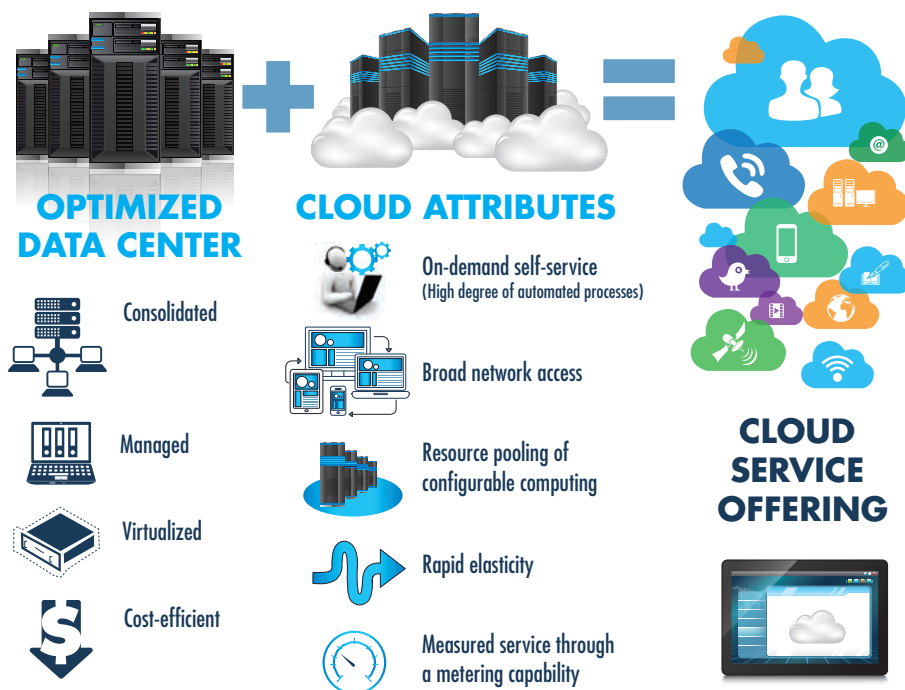 OPTIMIZED
DATA CENTER
Consolidated
Managed
Virtualized
Cost-efficient
CLOUD ATTRIBUTES
On-demand self-service
(High degree of automated processes)
Broad network access
Resource pooling of
configurable computing
Rapid elasticity
Measured service through
a metering capability
@
CLOUD
SERVICE
OFFERING